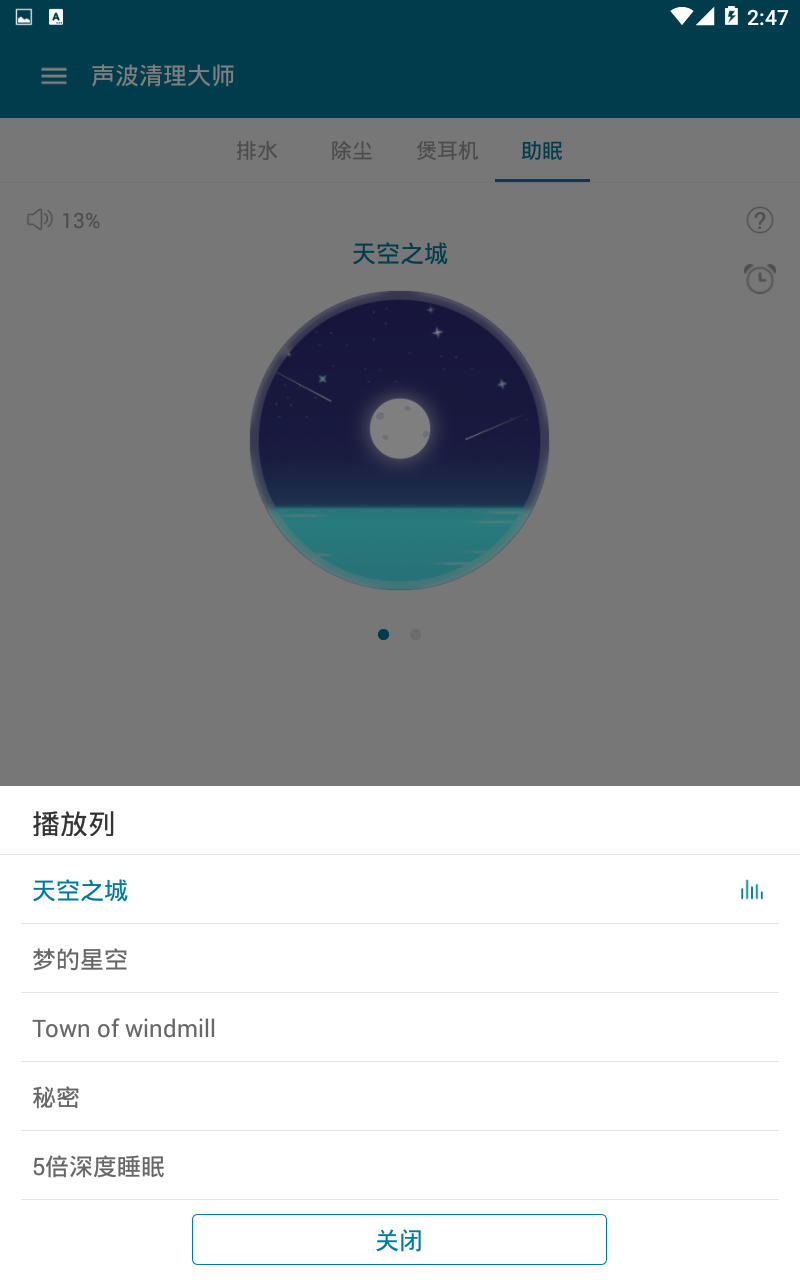 2:47
声波清理大师
排水 除尘 煲耳机 助眠
13%
天空之城
播放列
天空之城
梦的星空
Town of windmill
秘密
5倍深度睡眠
关闭